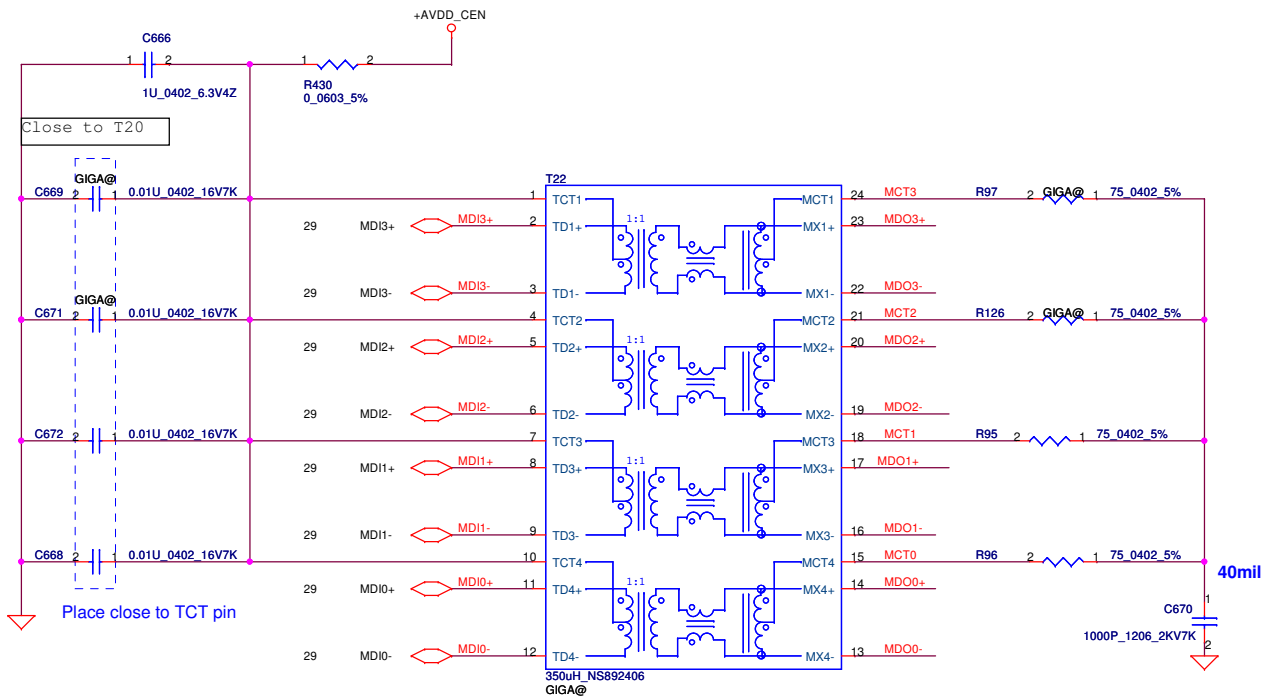 +AVDD_CEN
C666
1 2
1U_0402_6.3V4Z
1 2
R430
0_0603_5%
Close to T20
T22
GIGA@
C669 2 1 0.01U_0402_16V7K
1 TCT1
MCT1 24 MCT3 R97 2 GIGA@ 1 75_0402_5%
29 MDI3+ MDI3+ 2 TD1+
1:1
MX1+ 23 MDO3+
29 MDI3- MDI3- 3 TD1-
MX1- 22 MDO3-
GIGA@
C671 2 1 0.01U_0402_16V7K
4 TCT2
MCT2 21 MCT2 R126 2 GIGA@ 1 75_0402_5%
29 MDI2+ MDI2+ 5 TD2+
1:1
MX2+ 20 MDO2+
29 MDI2- MDI2- 6 TD2-
MX2- 19 MDO2-
C672 2 1 0.01U_0402_16V7K
7 TCT3
MCT3 18 MCT1 R95 2 1 75_0402_5%
29 MDI1+ MDI1+ 8 TD3+
1:1
MX3+ 17 MDO1+
29 MDI1- MDI1- 9 TD3-
MX3- 16 MDO1-
C668 2 1 0.01U_0402_16V7K
10 TCT4
MCT4 15 MCT0 R96 2 1 75_0402_5%
40mil
29 MDI0+ MDI0+ 11 TD4+
1:1
MX4+ 14 MDO0+
Place close to TCT pin
1
C670
1000P_1206_2KV7K
2
29 MDI0- MDI0- 12 TD4-
MX4- 13 MDO0-
350uH_NS892406
GIGA@